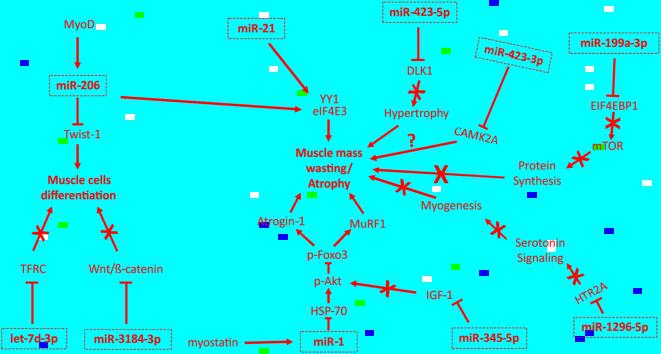 miR-423-5p
MyoD
miR-21
miR-199a-3p
miR-423-3p
DLK1
miR-206
YY1
eIF4E3
EIF4EBP1
Hypertrophy
Twist-1
?
CAMK2A
mTOR
Muscle mass
wasting/
Atrophy
Protein
Synthesis
Muscle cells
differentiation
Myogenesis
Atrogin-1
MuRF1
Serotonin
Signaling
p-Foxo3
TFRC
Wnt/ß-catenin
p-Akt
IGF-1
HTR2A
HSP-70
let-7d-3p
miR-3184-3p
myostatin
miR-1
miR-345-5p
miR-1296-5p